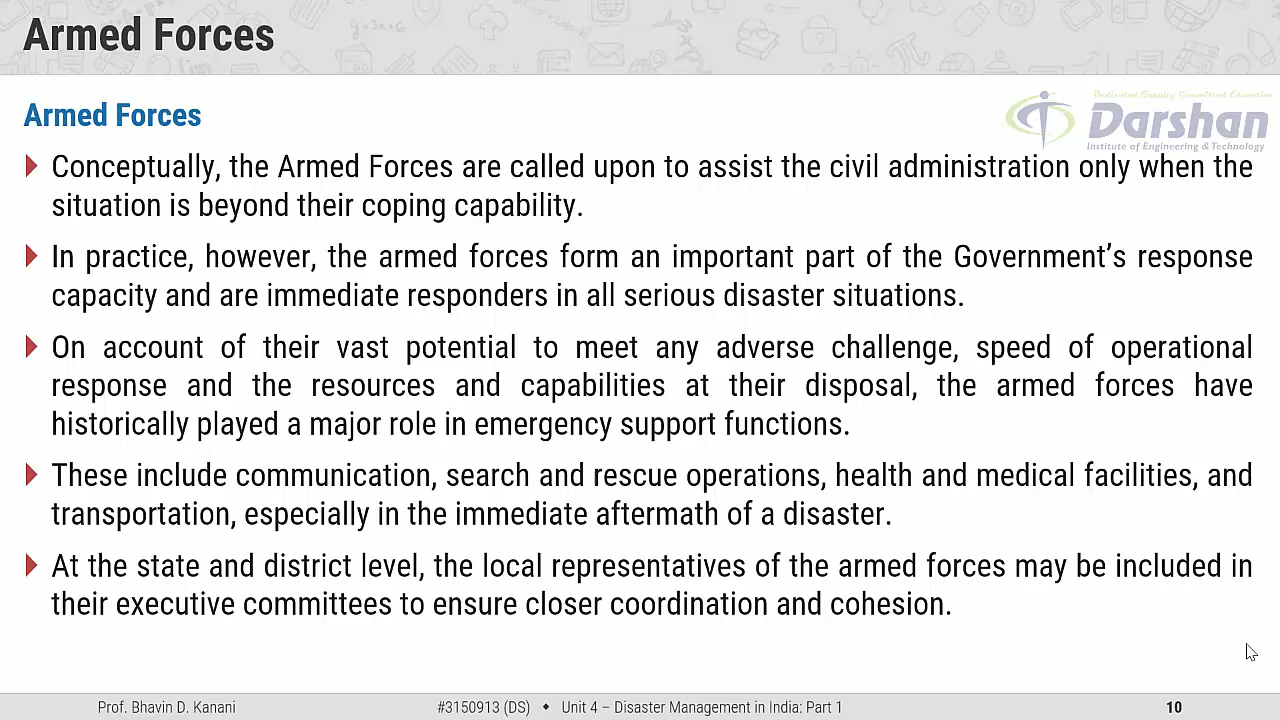 Armed Forces
Dedicated Faculty Committed Education
Darshan
Institute of Engineering & Technology
Armed Forces
Conceptually, the Armed Forces are called upon to assist the civil administration only when the
situation is beyond their coping capability.
In practice, however, the armed forces form an important part of the Government’s response
capacity and are immediate responders in all serious disaster situations.
On account of their vast potential to meet any adverse challenge, speed of operational
response and the resources and capabilities at their disposal, the armed forces have
historically played a major role in emergency support functions.
These include communication, search and rescue operations, health and medical facilities, and
transportation, especially in the immediate aftermath of a disaster.
At the state and district level, the local representatives of the armed forces may be included in
their executive committees to ensure closer coordination and cohesion.
Prof. Bhavin D. Kanani
#3150913 (DS) ◆ Unit 4 – Disaster Management in India: Part 1
10